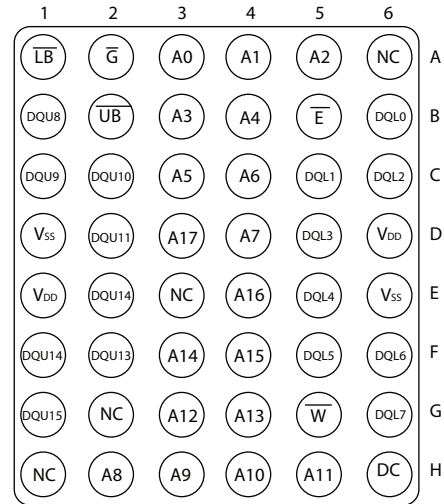 1 2 3 4 5 6
L̅B̅ G̅ A0 A1 A2 NC A
DQU8 U̅B̅ A3 A4 E̅ DQL0 B
DQU9 DQU10 A5 A6 DQL1 DQL2 C
VSS DQU11 A17 A7 DQL3 VDD D
VDD DQU14 NC A16 DQL4 VSS E
DQU14 DQU13 A14 A15 DQL5 DQL6 F
DQU15 NC A12 A13 W̅ DQL7 G
NC A8 A9 A10 A11 DC H